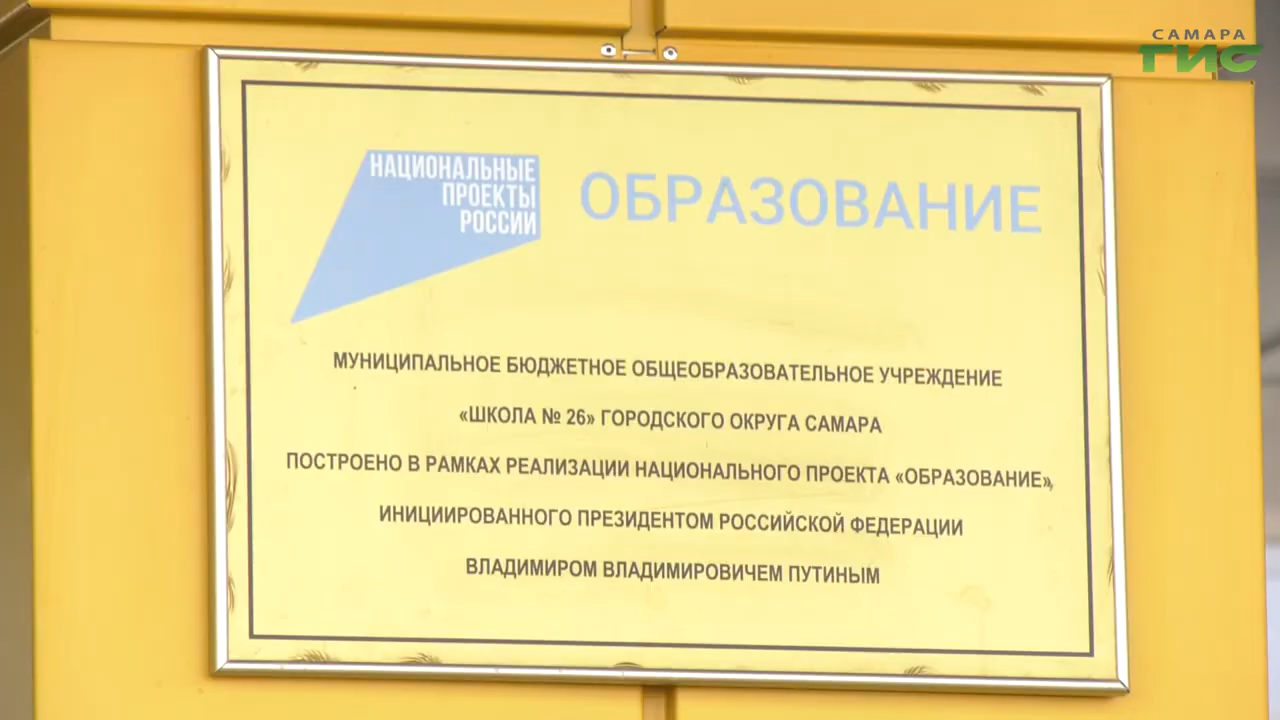 САМАРА
ГИС
НАЦИОНАЛЬНЫЕ
ПРОЕКТЫ
РОССИИ
ОБРАЗОВАНИЕ
МУНИЦИПАЛЬНОЕ БЮДЖЕТНОЕ ОБЩЕОБРАЗОВАТЕЛЬНОЕ УЧРЕЖДЕНИЕ
«ШКОЛА № 26» ГОРОДСКОГО ОКРУГА САМАРА
ПОСТРОЕНО В РАМКАХ РЕАЛИЗАЦИИ НАЦИОНАЛЬНОГО ПРОЕКТА «ОБРАЗОВАНИЕ»,
ИНИЦИИРОВАННОГО ПРЕЗИДЕНТОМ РОССИЙСКОЙ ФЕДЕРАЦИИ
ВЛАДИМИРОМ ВЛАДИМИРОВИЧЕМ ПУТИНЫМ